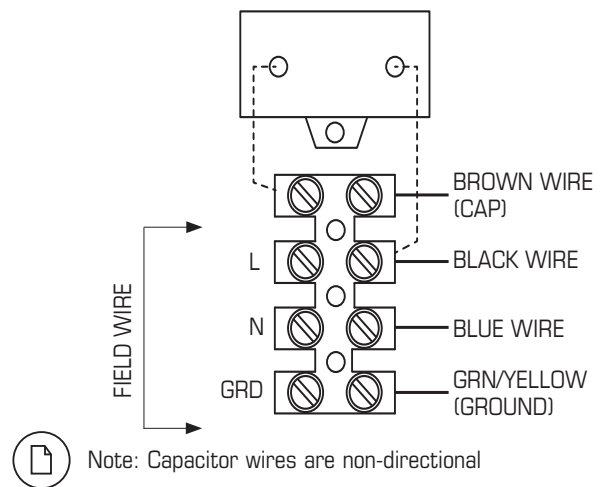 BROWN WIRE
(CAP)
L
BLACK WIRE
N
BLUE WIRE
GRD
GRN/YELLOW
(GROUND)
FIELD WIRE
Note: Capacitor wires are non-directional